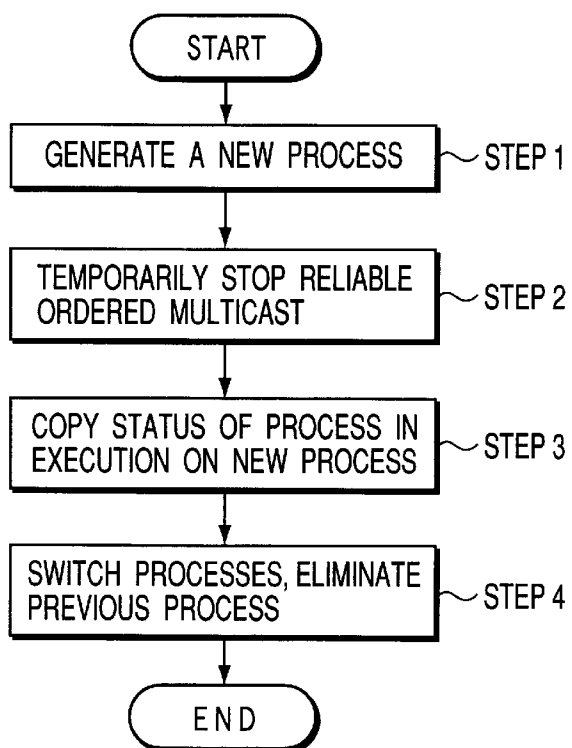 START
GENERATE A NEW PROCESS
STEP 1
TEMPORARILY STOP RELIABLE
ORDERED MULTICAST
STEP 2
COPY STATUS OF PROCESS IN
EXECUTION ON NEW PROCESS
STEP 3
SWITCH PROCESSES, ELIMINATE
PREVIOUS PROCESS
STEP 4
END